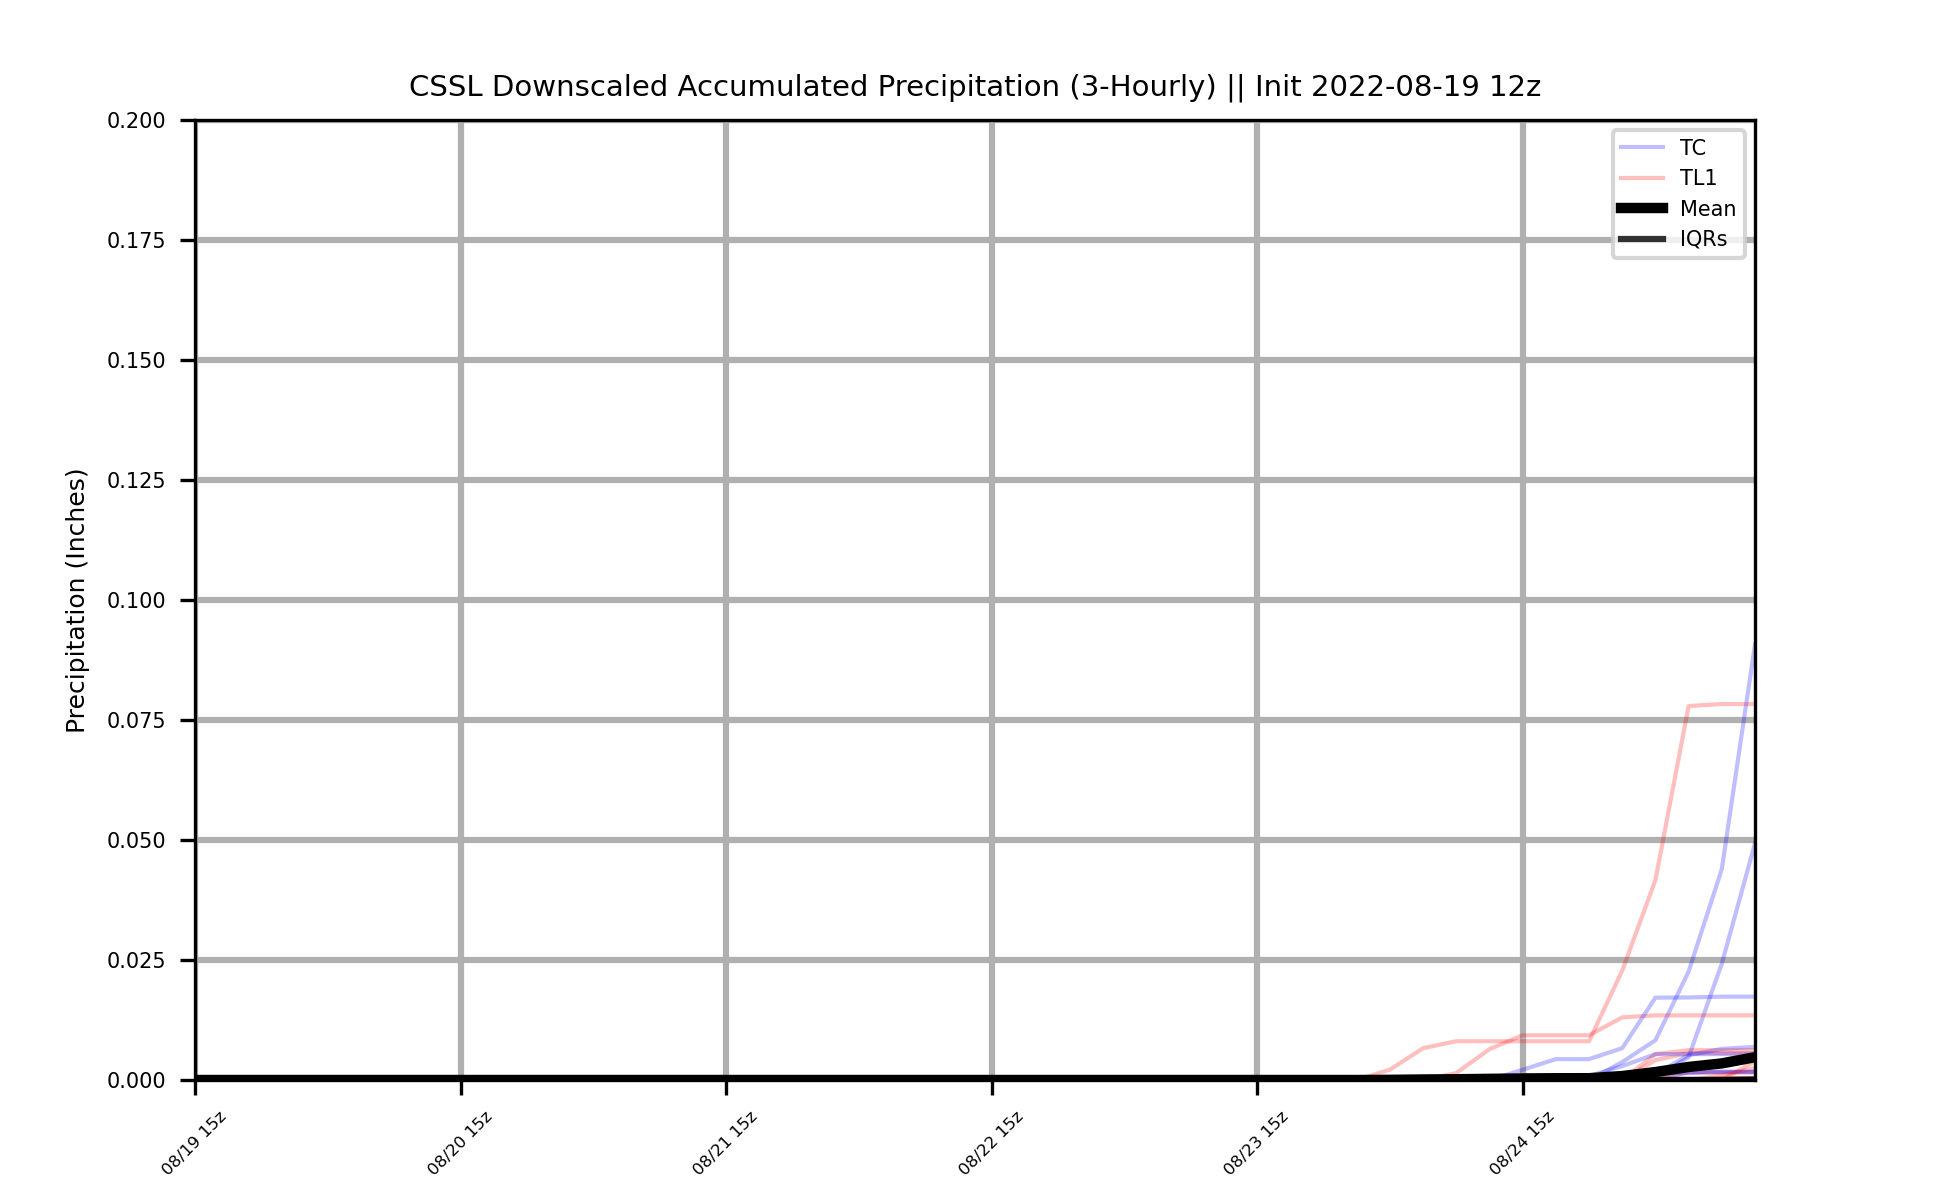 CSSL Downscaled Accumulated Precipitation (3-Hourly) || Init 2022-08-19 12z
TC
TL1
Mean
IQRs
Precipitation (Inches)
0.200
0.175
0.150
0.125
0.100
0.075
0.050
0.025
0.000
08/19 15z
08/20 15z
08/21 15z
08/22 15z
08/23 15z
08/24 15z